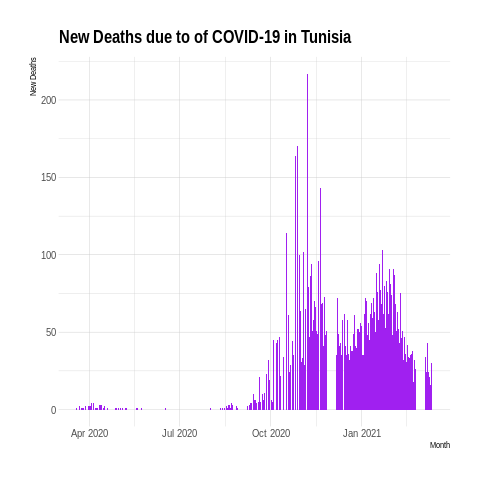 New Deaths due to of COVID-19 in Tunisia
New Deaths
200
150
100
50
0
Apr 2020 Jul 2020 Oct 2020 Jan 2021
Month